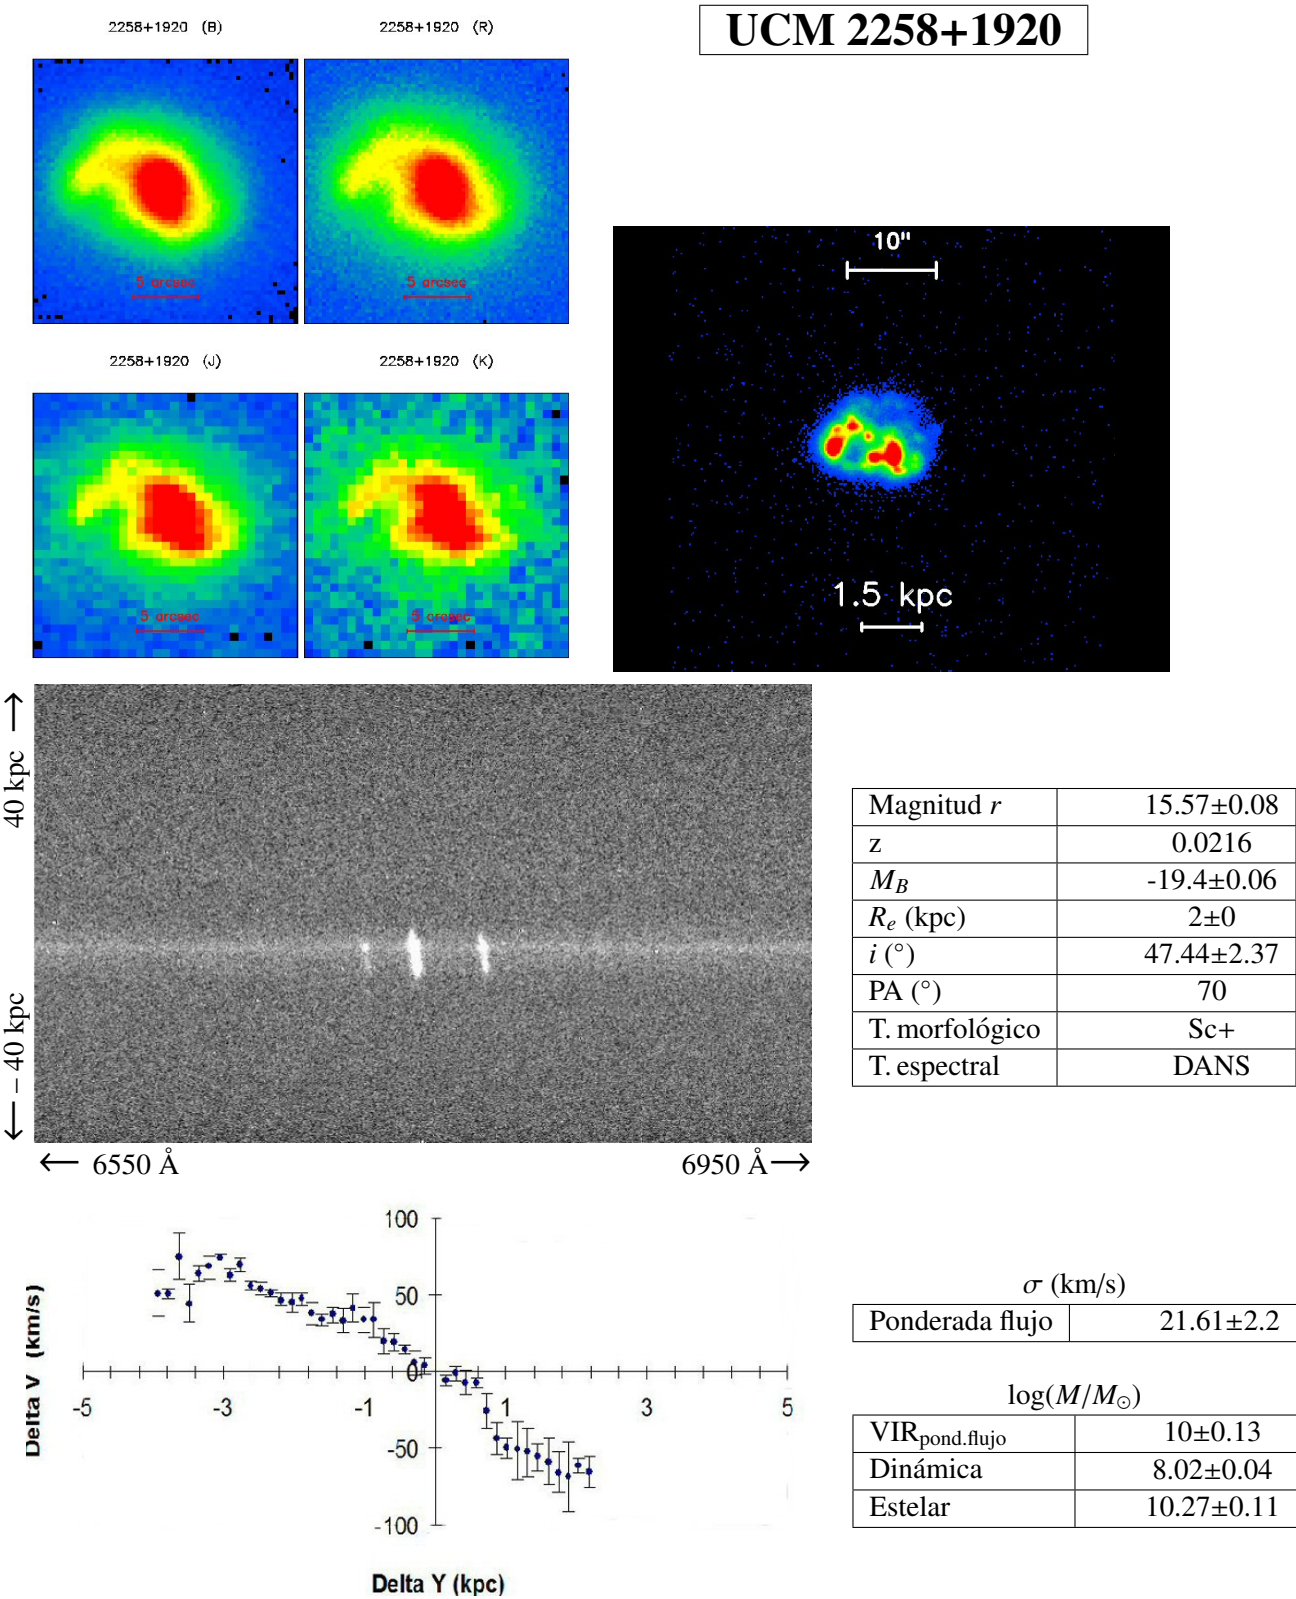 UCM 2258+1920
2258+1920 (B)
2258+1920 (R)
5 arcsec
5 arcsec
2258+1920 (J)
2258+1920 (K)
5 arcsec
5 arcsec
10"
1.5 kpc
← − 40 kpc
40 kpc →
← 6550 Å
6950 Å →
Magnitud r 15.57±0.08
z 0.0216
M_B -19.4±0.06
R_e (kpc) 2±0
i (°) 47.44±2.37
PA (°) 70
T. morfológico Sc+
T. espectral DANS
Delta V (km/s)
100
50
0
-50
-100
-5 -3 -1 1 3 5
Delta Y (kpc)
σ (km/s)
Ponderada flujo 21.61±2.2
log(M/M⊙)
VIR pond.flujo 10±0.13
Dinámica 8.02±0.04
Estelar 10.27±0.11